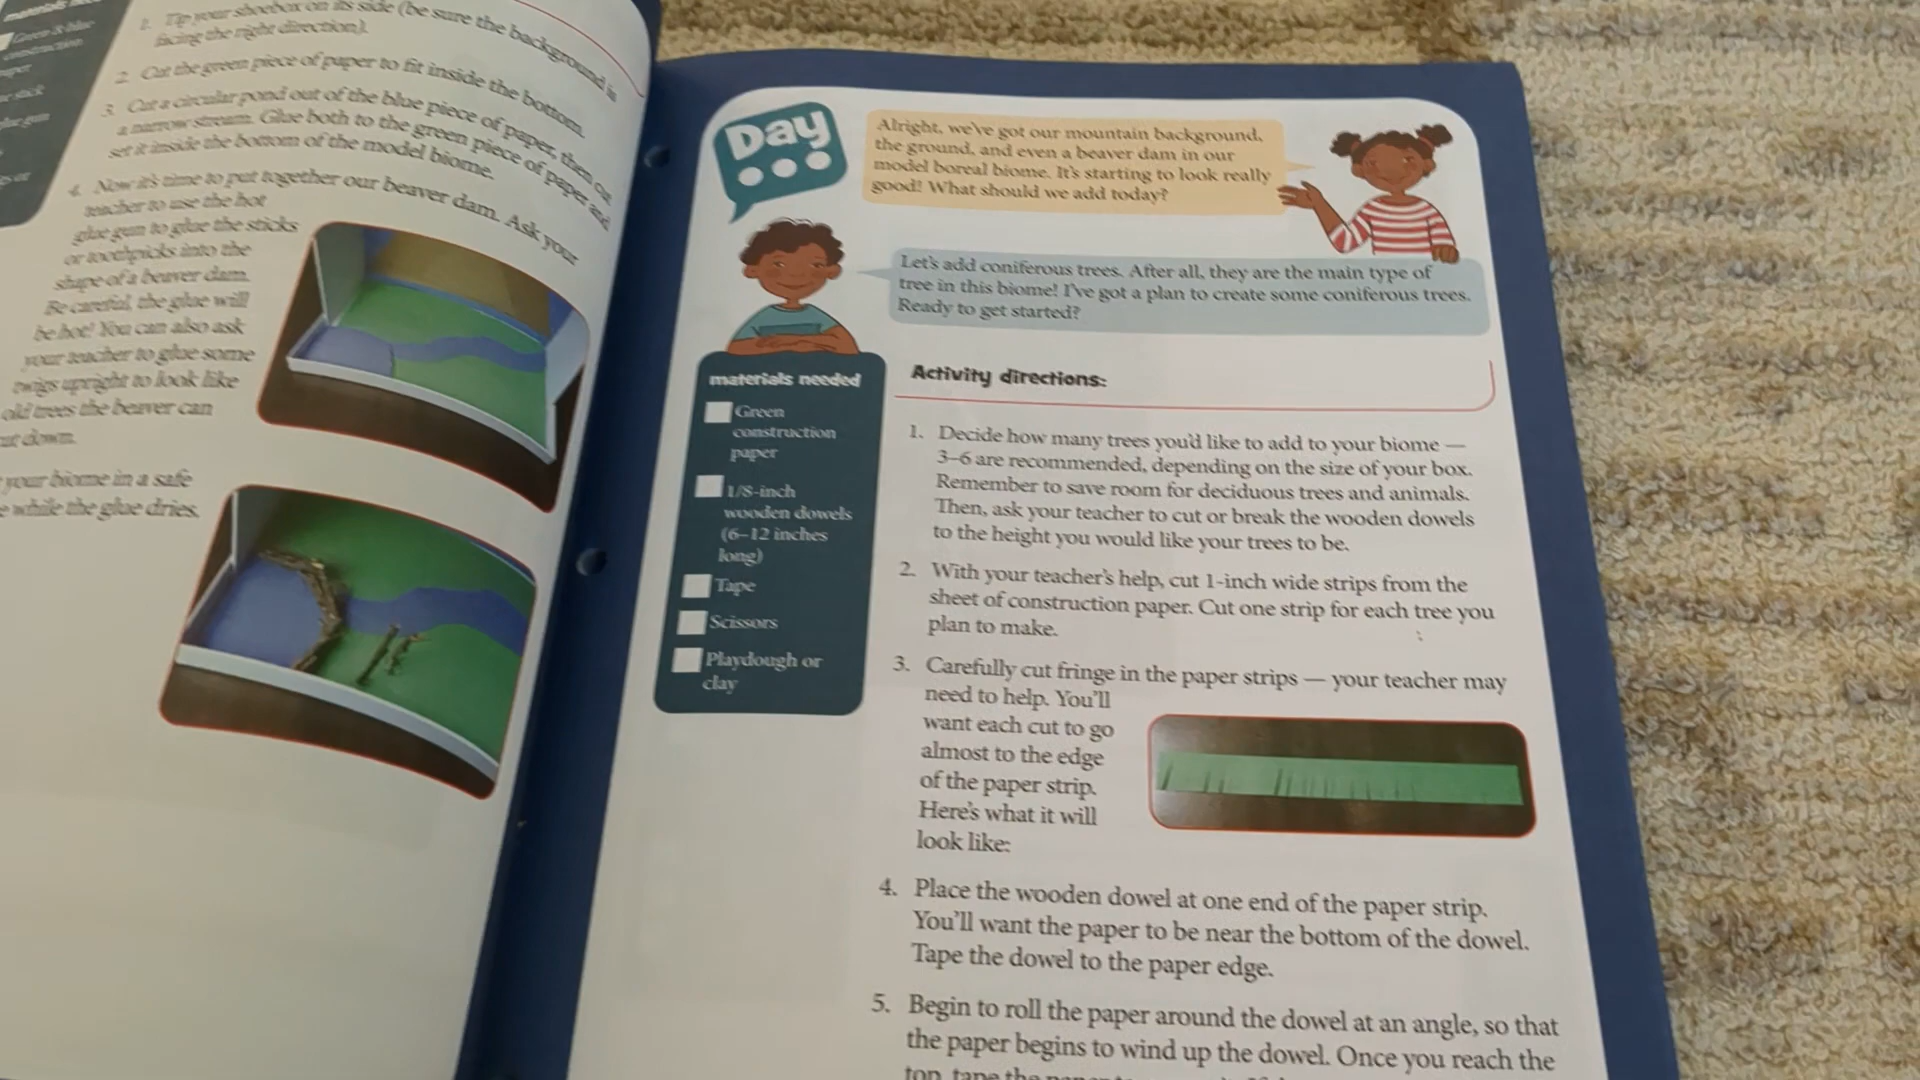 materials need
Green & blue
construction
aper
ue stick
glue gun
1. Tip your shoebox on its side (be sure the background is
facing the right direction).
2. Cut the green piece of paper to fit inside the bottom.
3. Cut a circular pond out of the blue piece of paper, then cut
a narrow stream. Glue both to the green piece of paper and
set it inside the bottom of the model biome.
4. Now it's time to put together our beaver dam. Ask your
teacher to use the hot
glue gun to glue the sticks
or toothpicks into the
shape of a beaver dam.
Be careful, the glue will
be hot! You can also ask
your teacher to glue some
twigs upright to look like
old trees the beaver can
ut down.
your biome in a safe
e while the glue dries.
Day
Alright, we've got our mountain background,
the ground, and even a beaver dam in our
model boreal biome. It's starting to look really
good! What should we add today?
Let's add coniferous trees. After all, they are the main type of
tree in this biome! I've got a plan to create some coniferous trees.
Ready to get started?
materials needed
Green
construction
paper
1/8-inch
wooden dowels
(6–12 inches
long)
Tape
Scissors
Playdough or
clay
Activity directions:
1. Decide how many trees you'd like to add to your biome —
3–6 are recommended, depending on the size of your box.
Remember to save room for deciduous trees and animals.
Then, ask your teacher to cut or break the wooden dowels
to the height you would like your trees to be.
2. With your teacher's help, cut 1-inch wide strips from the
sheet of construction paper. Cut one strip for each tree you
plan to make.
3. Carefully cut fringe in the paper strips — your teacher may
need to help. You'll
want each cut to go
almost to the edge
of the paper strip.
Here's what it will
look like:
4. Place the wooden dowel at one end of the paper strip.
You'll want the paper to be near the bottom of the dowel.
Tape the dowel to the paper edge.
5. Begin to roll the paper around the dowel at an angle, so that
the paper begins to wind up the dowel. Once you reach the
top, tape the